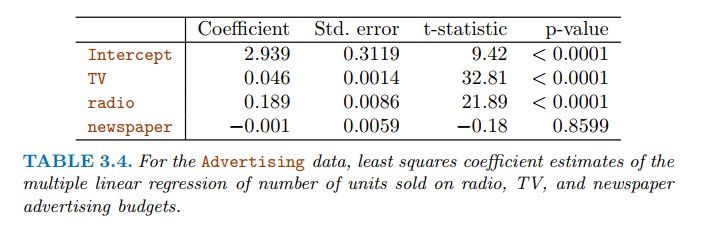 Coefficient Std. error t-statistic p-value
Intercept 2.939 0.3119 9.42 < 0.0001
TV 0.046 0.0014 32.81 < 0.0001
radio 0.189 0.0086 21.89 < 0.0001
newspaper −0.001 0.0059 −0.18 0.8599
TABLE 3.4. For the Advertising data, least squares coefficient estimates of the
multiple linear regression of number of units sold on radio, TV, and newspaper
advertising budgets.